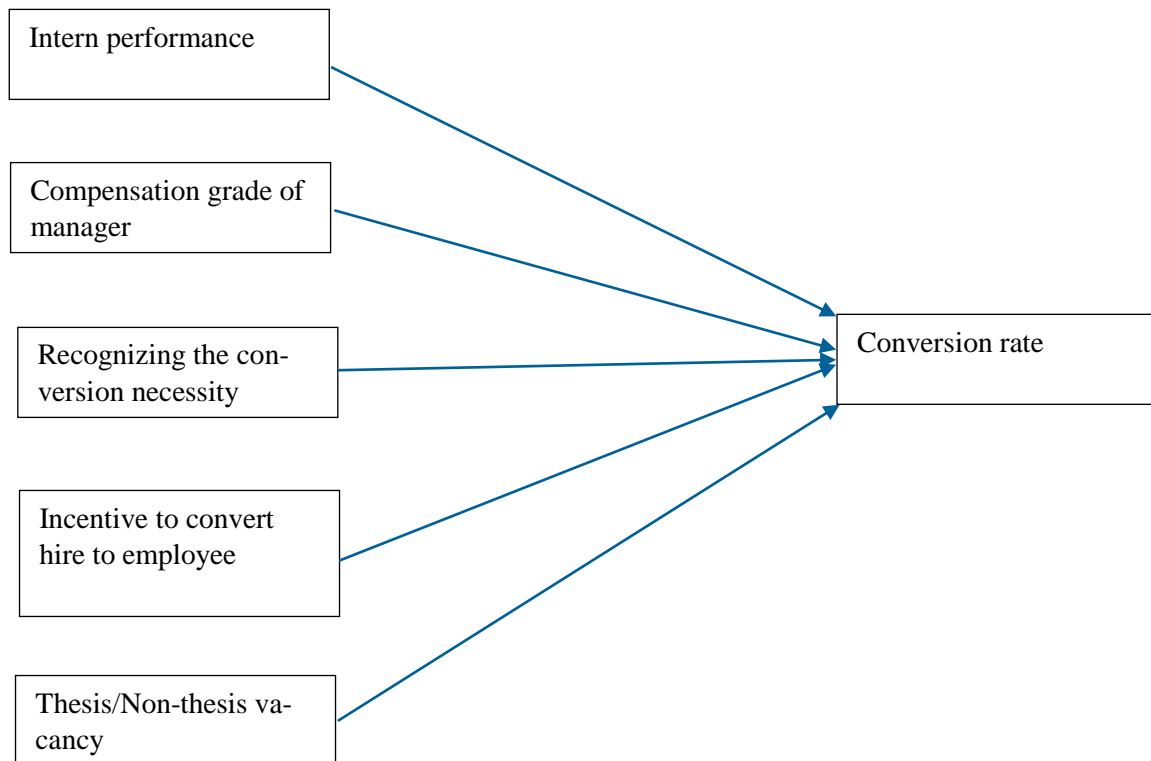 Intern performance
Compensation grade of
manager
Recognizing the con-
version necessity
Conversion rate
Incentive to convert
hire to employee
Thesis/Non-thesis va-
cancy